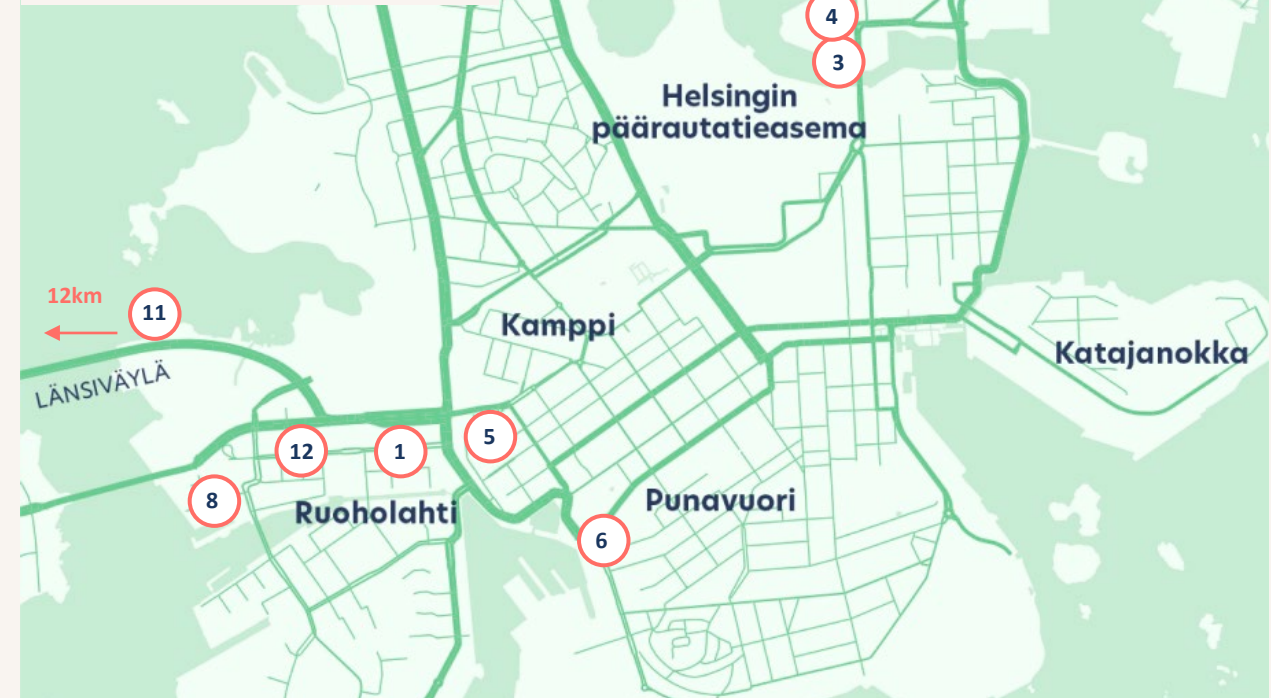 4
3
Helsingin
päärautatieasema
12km
11
Kamppi
Katajanokka
LÄNSIVÄYLÄ
5
12
1
8
Punavuori
Ruoholahti
6